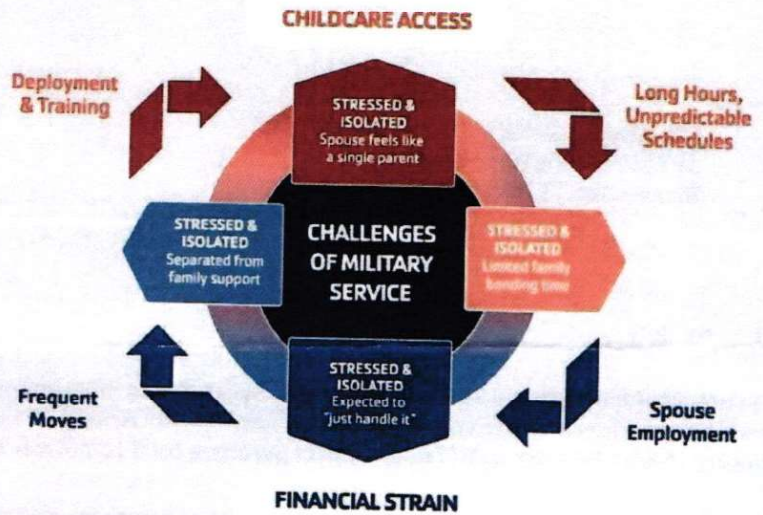 CHILDCARE ACCESS
Deployment
& Training
Long Hours,
Unpredictable
Schedules
STRESSED &
ISOLATED
Spouse feels like
a single parent
STRESSED &
ISOLATED
Separated from
family support
CHALLENGES
OF MILITARY
SERVICE
STRESSED &
ISOLATED
Limited family
bonding time
STRESSED &
ISOLATED
Expected to
"just handle it"
Frequent
Moves
Spouse
Employment
FINANCIAL STRAIN